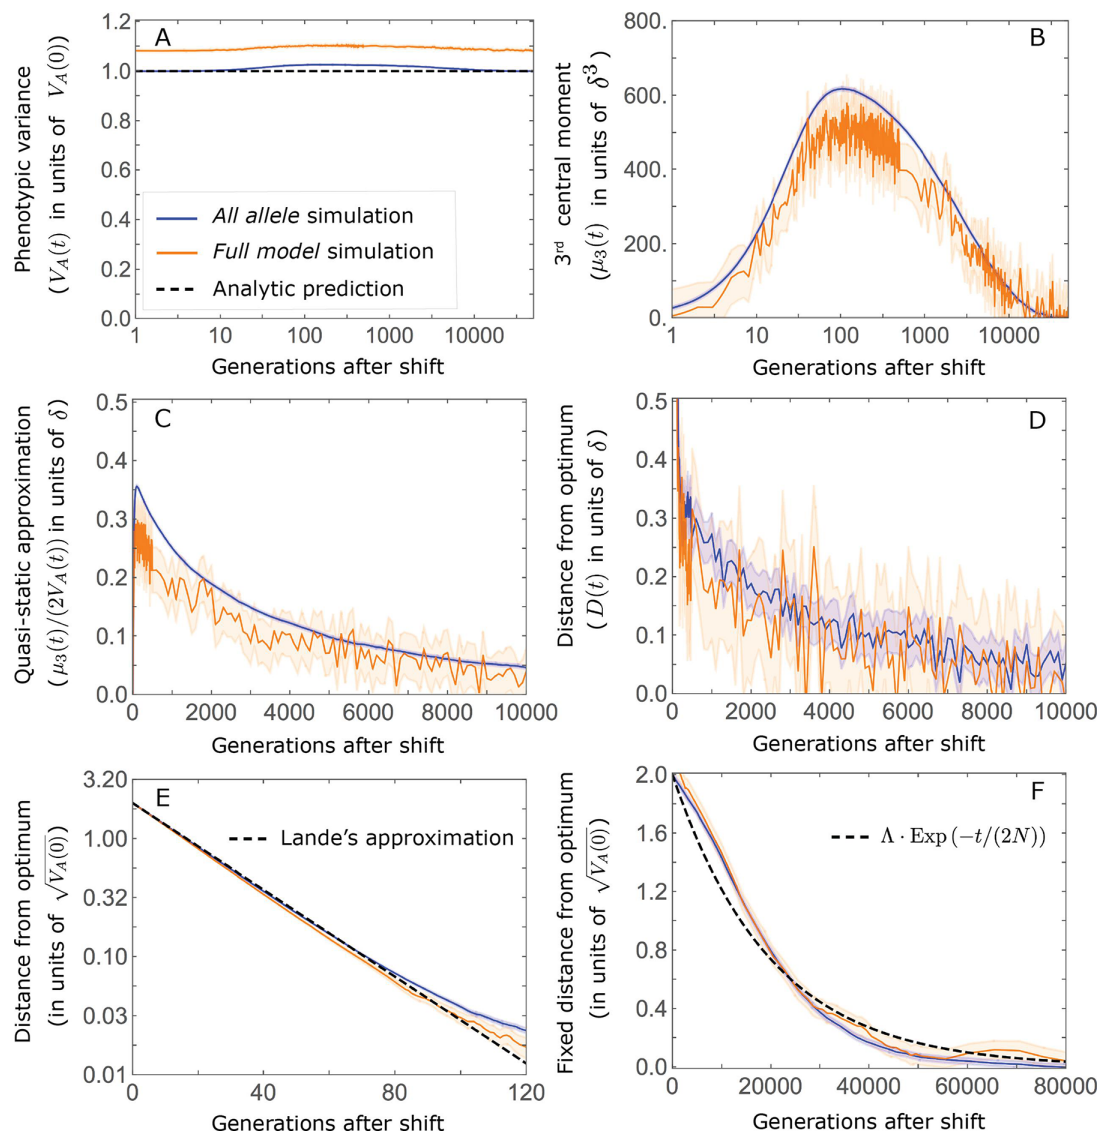 A
Phenotypic variance
( V_A(t) in units of V_A(0))
1.2
1.0
0.8
0.6
0.4
0.2
0.0
All allele simulation
Full model simulation
Analytic prediction
1 10 100 1000 10000
Generations after shift
B
3rd central moment
(μ₃(t) in units of δ³)
800.
600.
400.
200.
0.
1 10 100 1000 10000
Generations after shift
C
Quasi-static approximation
( μ₃(t)/(2V_A(t)) in units of δ)
0.5
0.4
0.3
0.2
0.1
0.0
0 2000 4000 6000 8000 10000
Generations after shift
D
Distance from optimum
( D(t) in units of δ)
0.5
0.4
0.3
0.2
0.1
0.0
0 2000 4000 6000 8000 10000
Generations after shift
E
Distance from optimum
(in units of √V_A(0))
3.20
1.00
0.32
0.10
0.03
0.01
Lande's approximation
0 40 80 120
Generations after shift
F
Fixed distance from optimum
(in units of √V_A(0))
2.0
1.6
1.2
0.8
0.4
0.0
Λ · Exp (−t/(2N))
0 20000 40000 60000 80000
Generations after shift